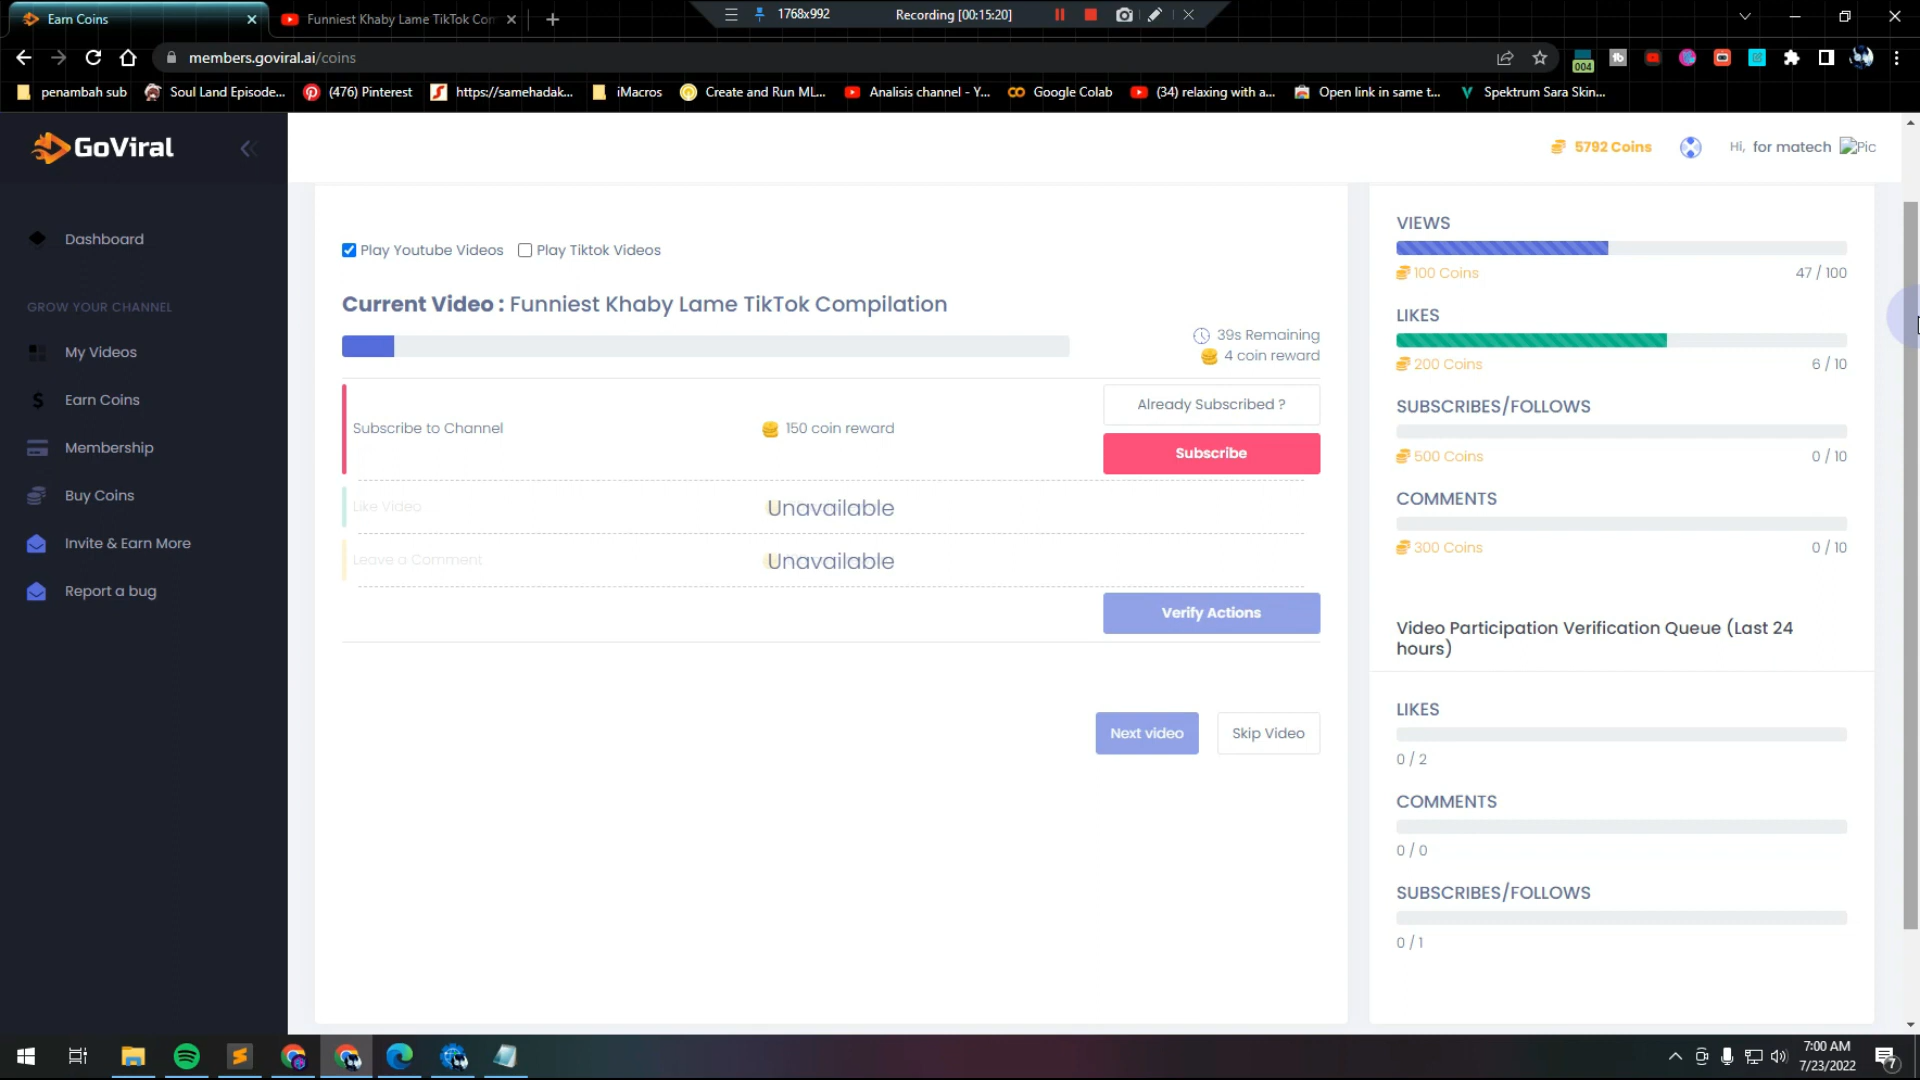 Earn Coins
Funniest Khaby Lame TikTok Com
1768x992
Recording [00:15:20]
members.goviral.ai/coins
004
penambah sub
Soul Land Episode...
(476) Pinterest
https://samehadak...
iMacros
Create and Run ML...
Analisis channel - Y...
Google Colab
(34) relaxing with a...
Open link in same t...
Spektrum Sara Skin...
GoViral
5792 Coins
Hi, for matech
Pic
Dashboard
GROW YOUR CHANNEL
My Videos
Earn Coins
Membership
Buy Coins
Invite & Earn More
Report a bug
Play Youtube Videos
Play Tiktok Videos
Current Video : Funniest Khaby Lame TikTok Compilation
39s Remaining
4 coin reward
Subscribe to Channel
150 coin reward
Already Subscribed ?
Subscribe
Like Video
Unavailable
Leave a Comment
Unavailable
Verify Actions
Next video
Skip Video
VIEWS
100 Coins
47 / 100
LIKES
200 Coins
6 / 10
SUBSCRIBES/FOLLOWS
500 Coins
0 / 10
COMMENTS
300 Coins
0 / 10
Video Participation Verification Queue (Last 24
hours)
LIKES
0 / 2
COMMENTS
0 / 0
SUBSCRIBES/FOLLOWS
0 / 1
7:00 AM
7/23/2022
7